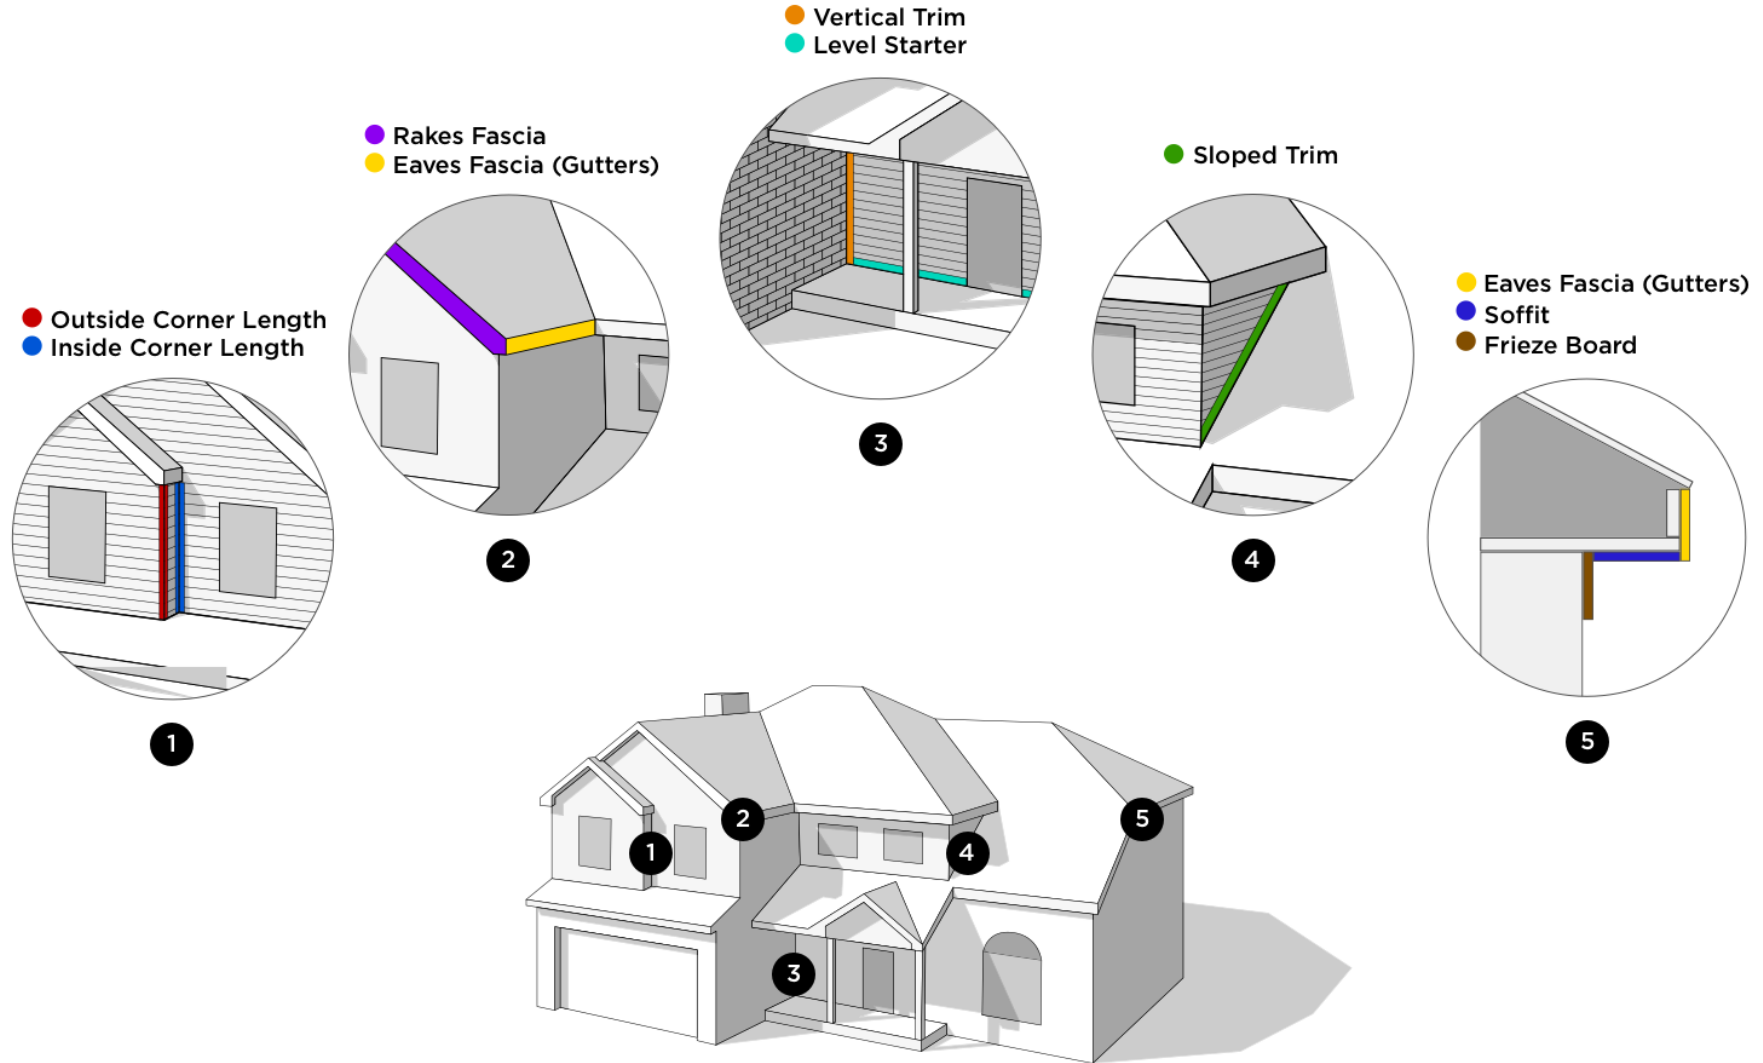 Vertical Trim
Level Starter
Rakes Fascia
Eaves Fascia (Gutters)
Sloped Trim
Eaves Fascia (Gutters)
Soffit
Frieze Board
Outside Corner Length
Inside Corner Length
3
2
4
1
5
2
5
1
4
3